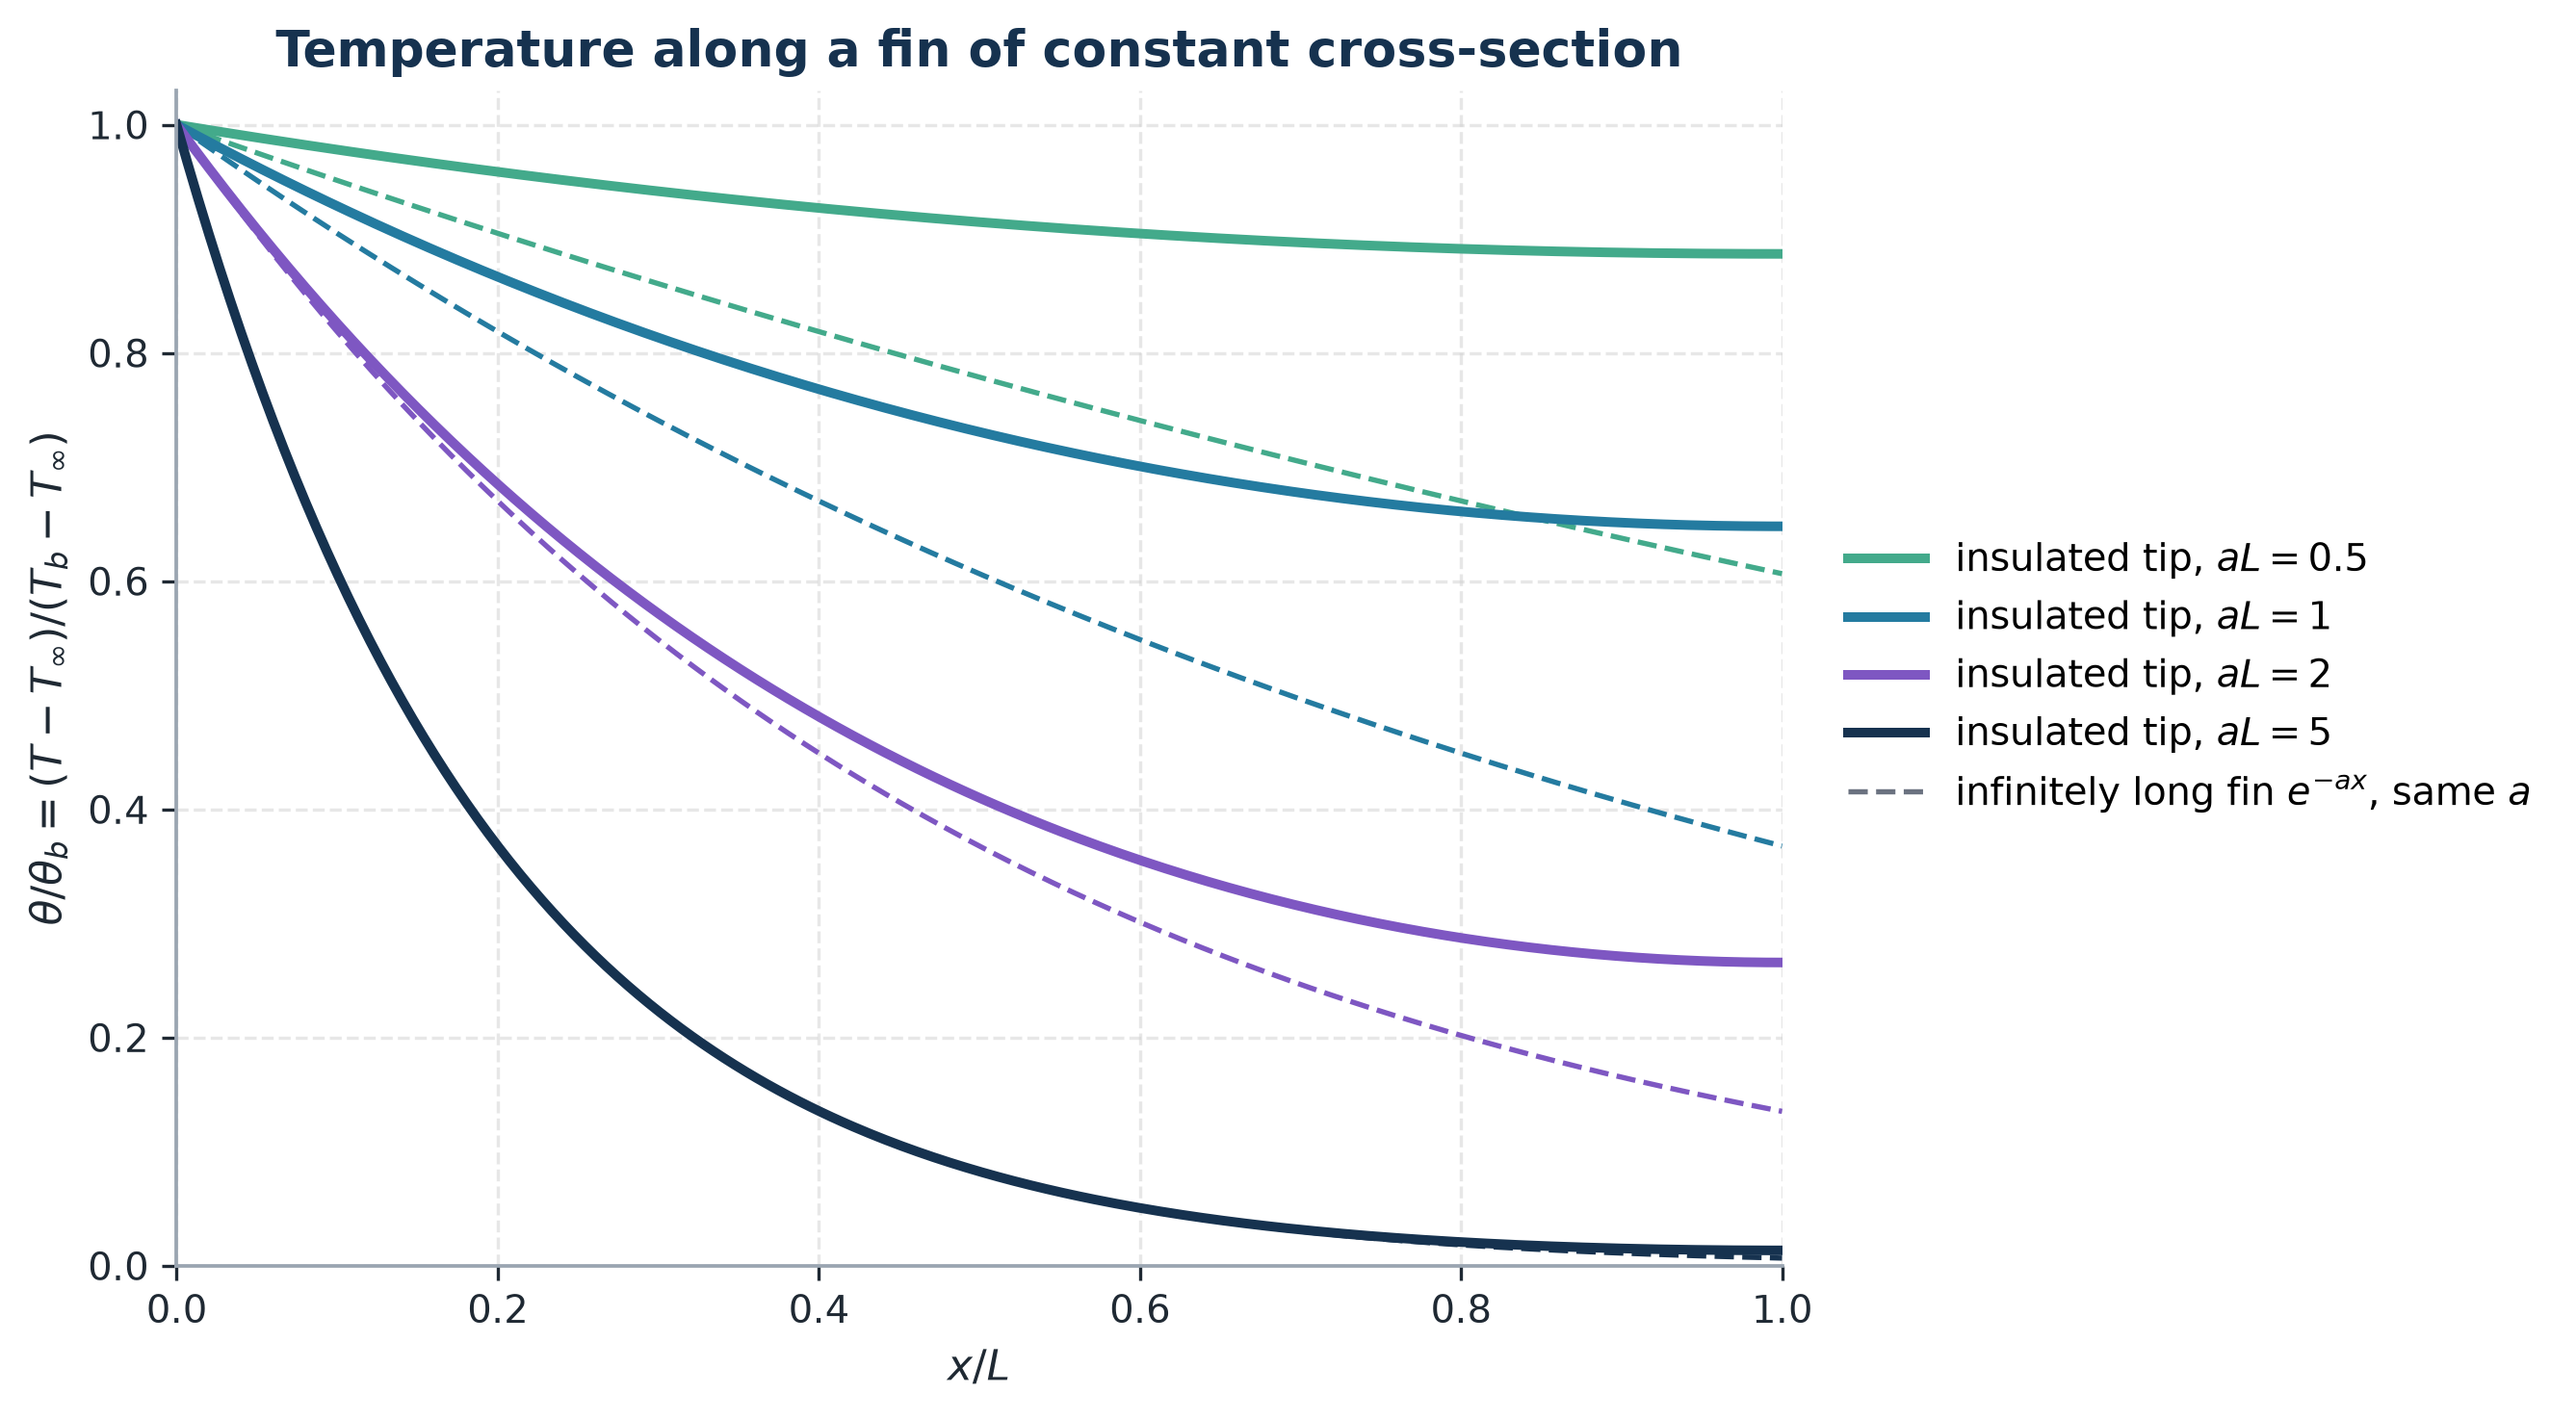 Temperature along a fin of constant cross-section
θ/θ_b = (T − T_∞)/(T_b − T_∞)
1.0
0.8
0.6
0.4
0.2
0.0
0.0 0.2 0.4 0.6 0.8 1.0
x/L
insulated tip, aL = 0.5
insulated tip, aL = 1
insulated tip, aL = 2
insulated tip, aL = 5
infinitely long fin e^{−ax}, same a